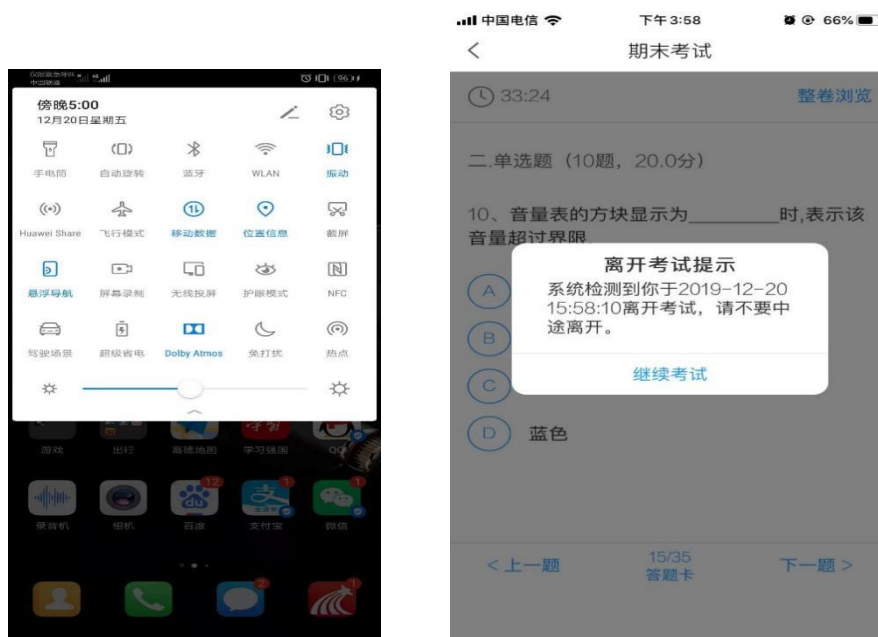 中国联通
(96)
傍晚5:00
12月20日星期五
手电筒
自动旋转
蓝牙
WLAN
振动
Huawei Share
飞行模式
移动数据
位置信息
截屏
悬浮导航
屏幕录制
无线投屏
护眼模式
NFC
驾驶场景
超级省电
Dolby Atmos
免打扰
热点
游戏
出行
高德地图
学习强国
QQ
12
1
1
录音机
相机
百度
支付宝
微信
2
1
中国电信
下午3:58
66%
期末考试
33:24
整卷浏览
二.单选题（10题，20.0分）
10、音量表的方块显示为________时,表示该
音量超过界限
离开考试提示
系统检测到你于2019-12-20
15:58:10离开考试，请不要中
途离开。
继续考试
A
B
C
D 蓝色
<上一题
15/35
答题卡
下一题>